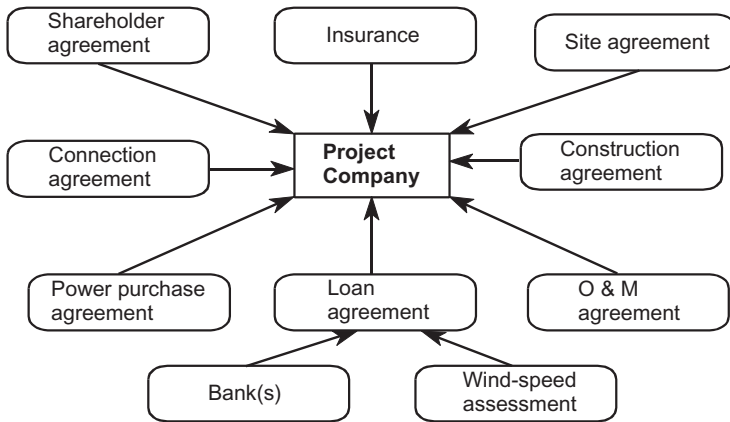 Shareholder
agreement
Insurance
Site agreement
Connection
agreement
Project
Company
Construction
agreement
Power purchase
agreement
Loan
agreement
O & M
agreement
Bank(s)
Wind-speed
assessment